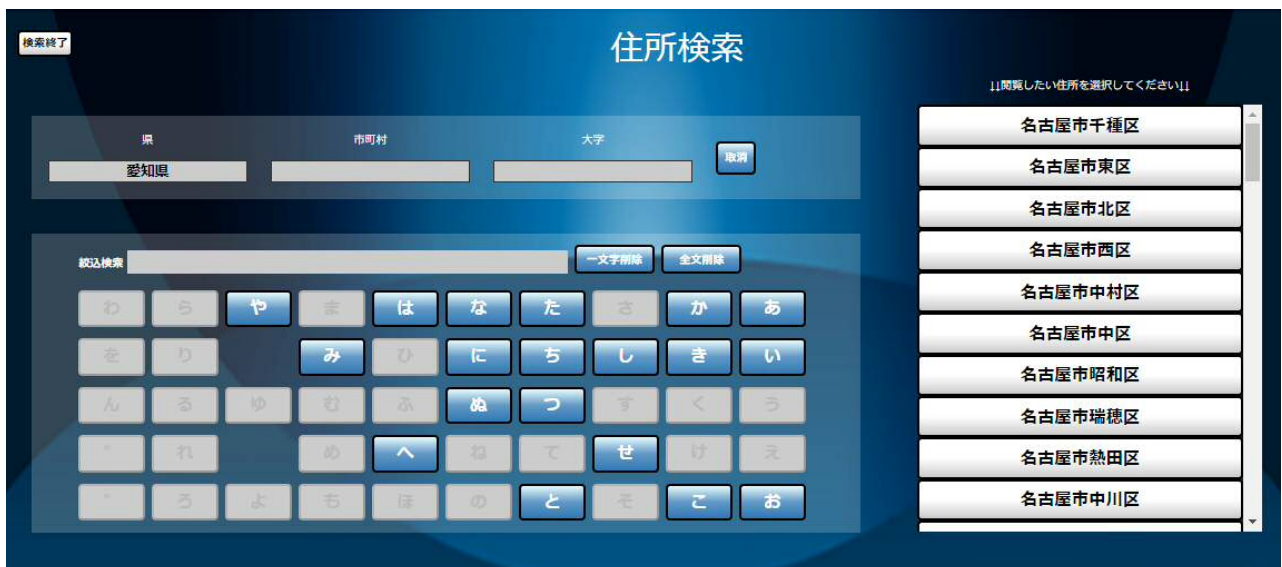 検索終了
住所検索
↓↓閲覧したい住所を選択してください↓↓
県 市町村 大字
愛知県
取消
絞込検索 一文字削除 全文削除
わ ら や ま は な た さ か あ
を り み ひ に ち し き い
ん る ゆ む ふ ぬ つ す く う
゛ れ め へ ね て せ け え
゜ ろ よ も ほ の と そ こ お
名古屋市千種区
名古屋市東区
名古屋市北区
名古屋市西区
名古屋市中村区
名古屋市中区
名古屋市昭和区
名古屋市瑞穂区
名古屋市熱田区
名古屋市中川区